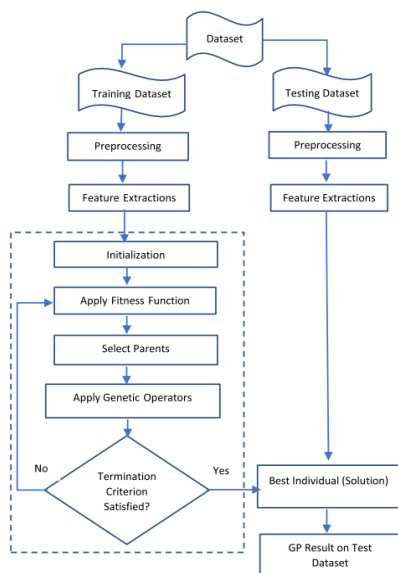 Dataset
Training Dataset
Testing Dataset
Preprocessing
Preprocessing
Feature Extractions
Feature Extractions
Initialization
Apply Fitness Function
Select Parents
Apply Genetic Operators
No
Termination
Criterion
Satisfied?
Yes
Best Individual (Solution)
GP Result on Test
Dataset